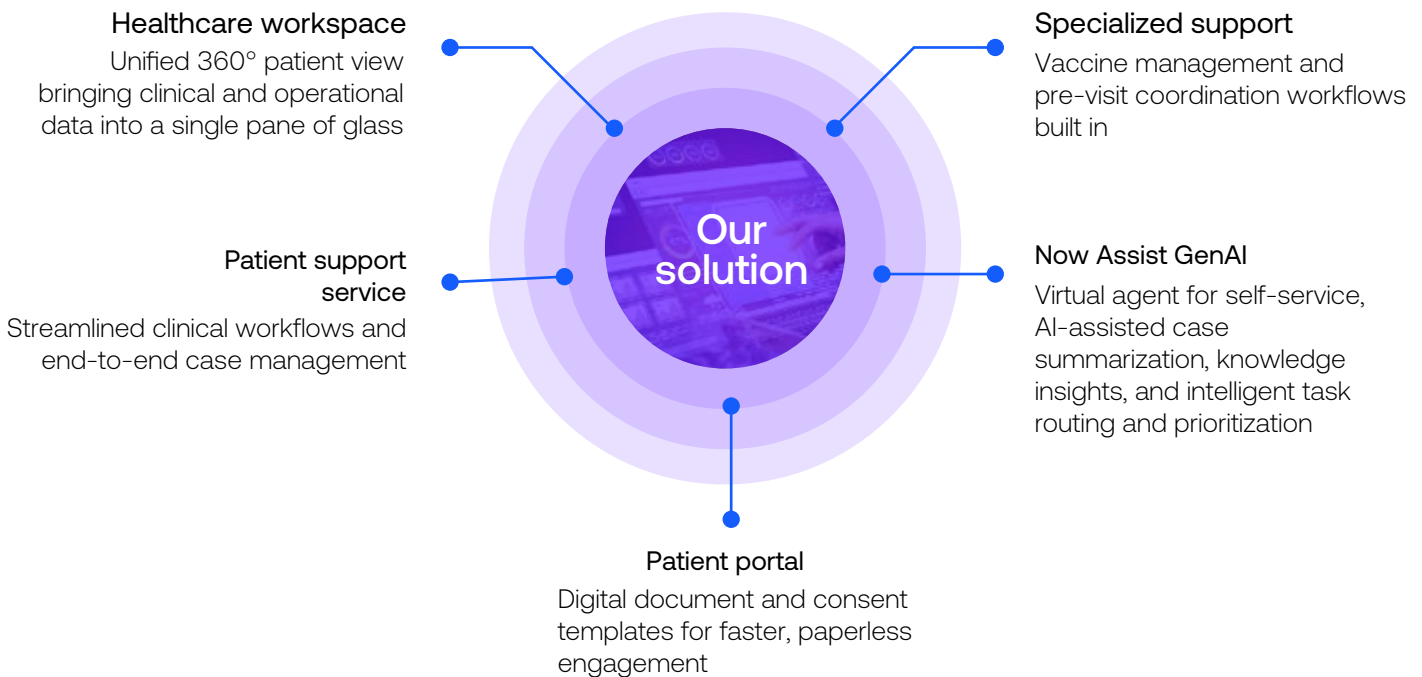 Healthcare workspace
Unified 360° patient view
bringing clinical and operational
data into a single pane of glass
Specialized support
Vaccine management and
pre-visit coordination workflows
built in
Our
solution
Patient support
service
Streamlined clinical workflows and
end-to-end case management
Now Assist GenAI
Virtual agent for self-service,
AI-assisted case
summarization, knowledge
insights, and intelligent task
routing and prioritization
Patient portal
Digital document and consent
templates for faster, paperless
engagement